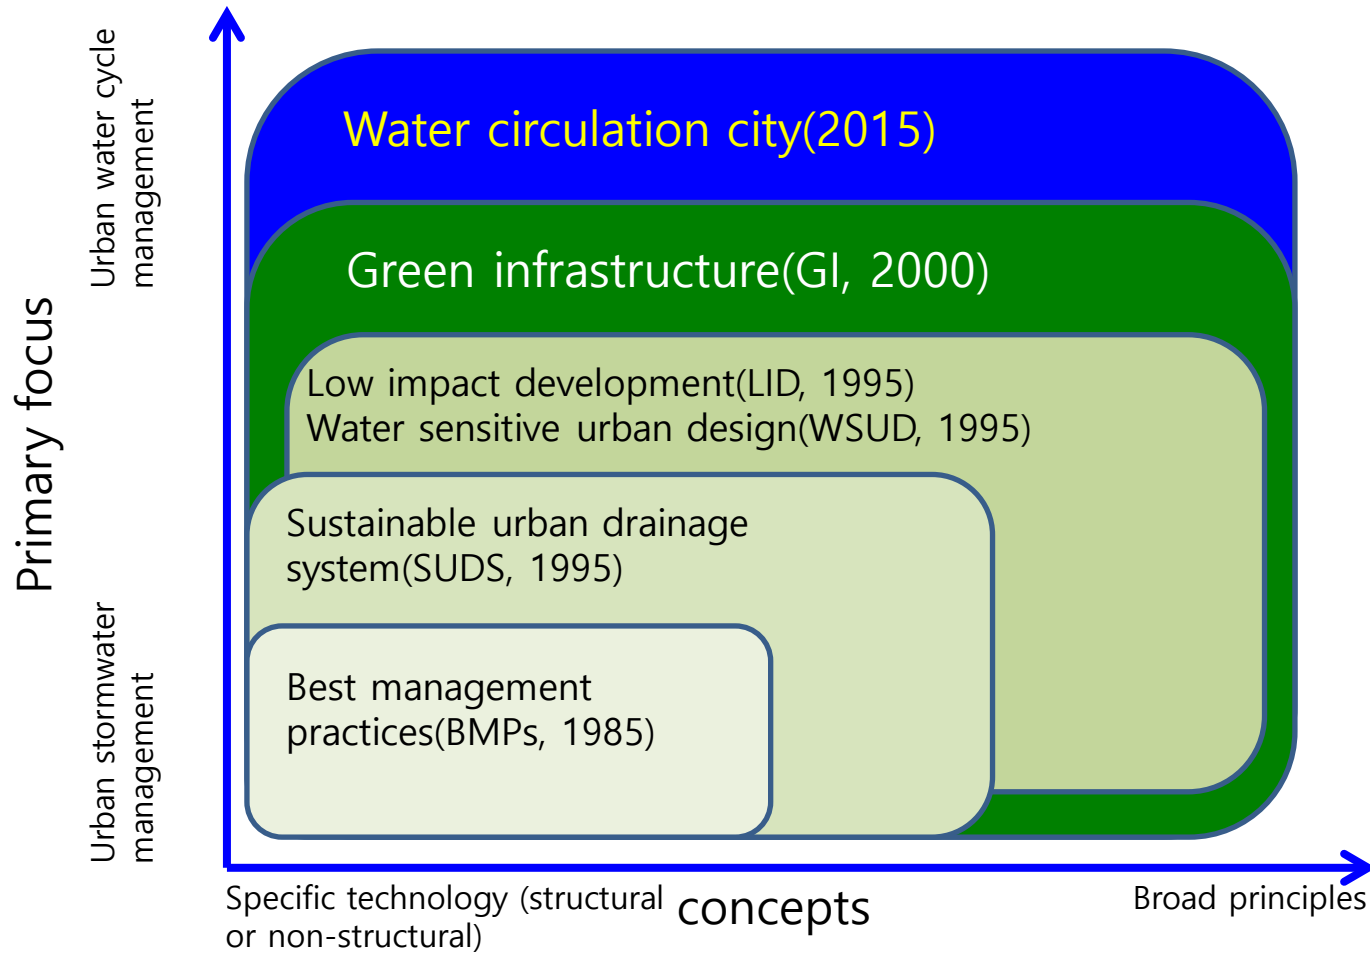 Primary focus
Urban water cycle
management
Urban stormwater
management
Water circulation city(2015)
Green infrastructure(GI, 2000)
Low impact development(LID, 1995)
Water sensitive urban design(WSUD, 1995)
Sustainable urban drainage
system(SUDS, 1995)
Best management
practices(BMPs, 1985)
Specific technology (structural
or non-structural)
concepts
Broad principles